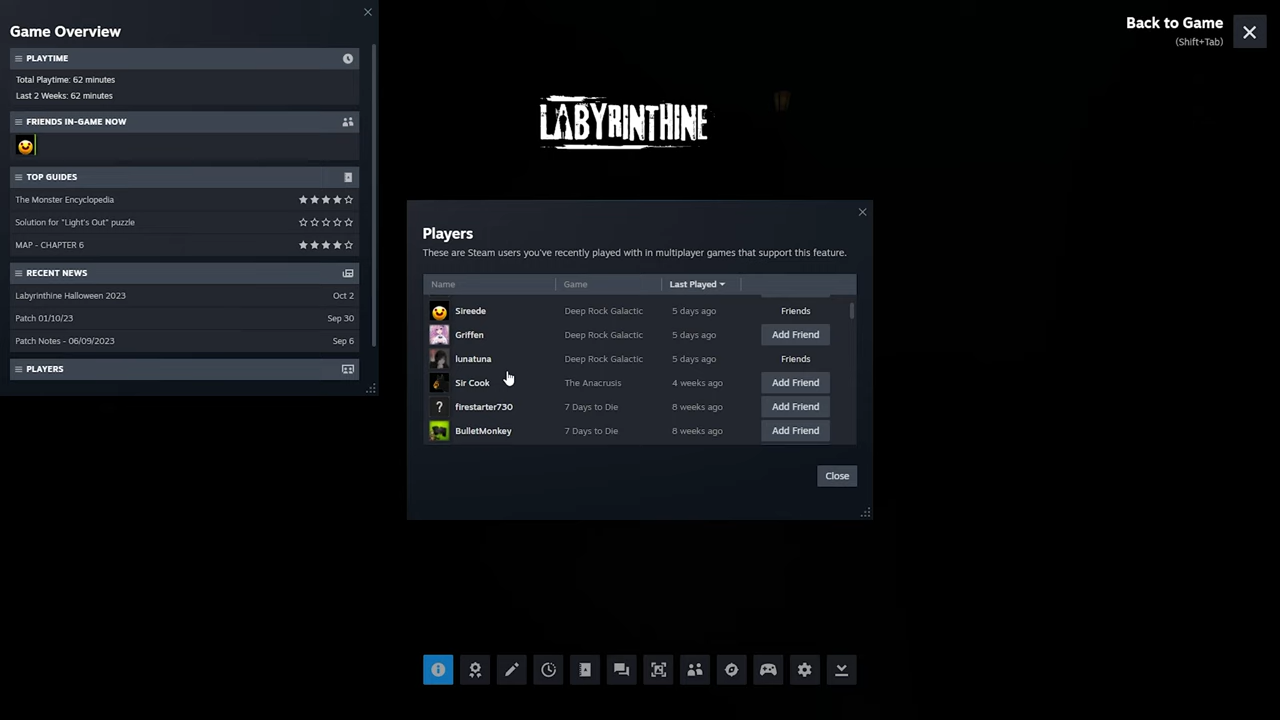 Game Overview
PLAYTIME
Total Playtime: 62 minutes
Last 2 Weeks: 62 minutes
FRIENDS IN-GAME NOW
TOP GUIDES
The Monster Encyclopedia
Solution for "Light's Out" puzzle
MAP - CHAPTER 6
RECENT NEWS
Labyrinthine Halloween 2023 Oct 2
Patch 01/10/23 Sep 30
Patch Notes - 06/09/2023 Sep 6
PLAYERS
Back to Game
(Shift+Tab)
LABYRINTHINE
Players
These are Steam users you've recently played with in multiplayer games that support this feature.
Name Game Last Played
Sireede Deep Rock Galactic 5 days ago Friends
Griffen Deep Rock Galactic 5 days ago Add Friend
lunatuna Deep Rock Galactic 5 days ago Friends
Sir Cook The Anacrusis 4 weeks ago Add Friend
firestarter730 7 Days to Die 8 weeks ago Add Friend
BulletMonkey 7 Days to Die 8 weeks ago Add Friend
Close